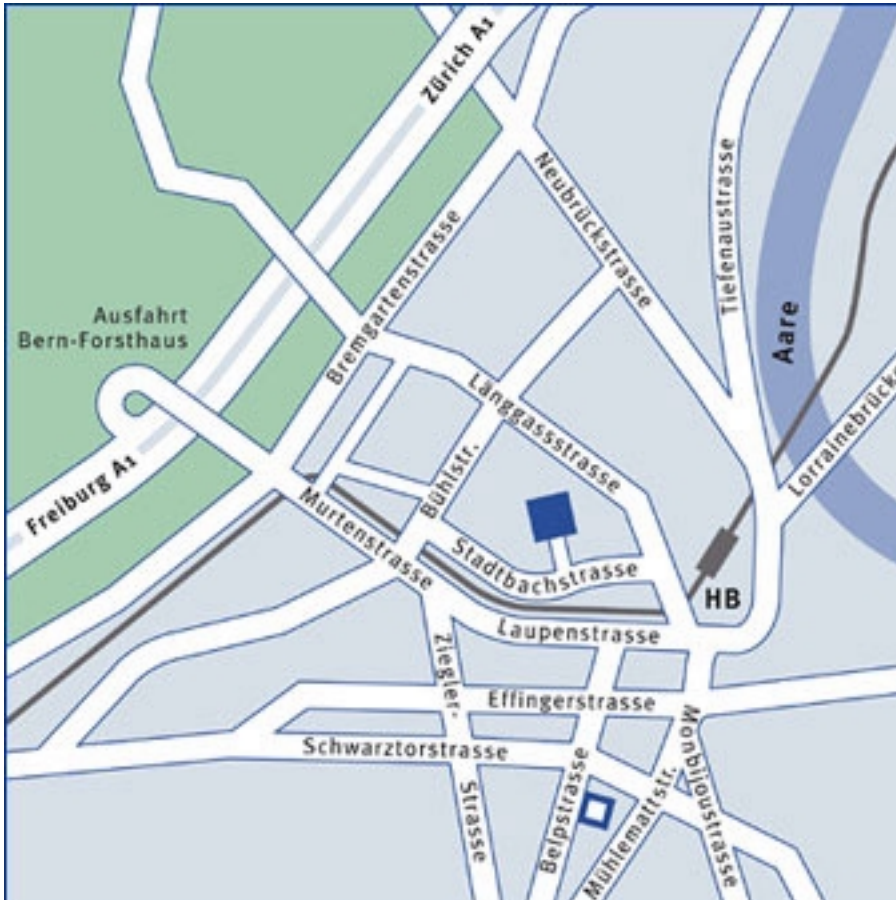 Zürich A1
Neubrückstrasse
Tiefenaustrasse
Bremgartenstrasse
Ausfahrt
Bern-Forsthaus
Aare
Länggassstrasse
Lorrainebrücke
Freiburg A1
Bühlstr.
Murtenstrasse
Stadtbachstrasse
HB
Laupenstrasse
Ziegler-
Strasse
Effingerstrasse
Schwarztorstrasse
Monbijoustrasse
Belpstrasse
Mühlemattstr.